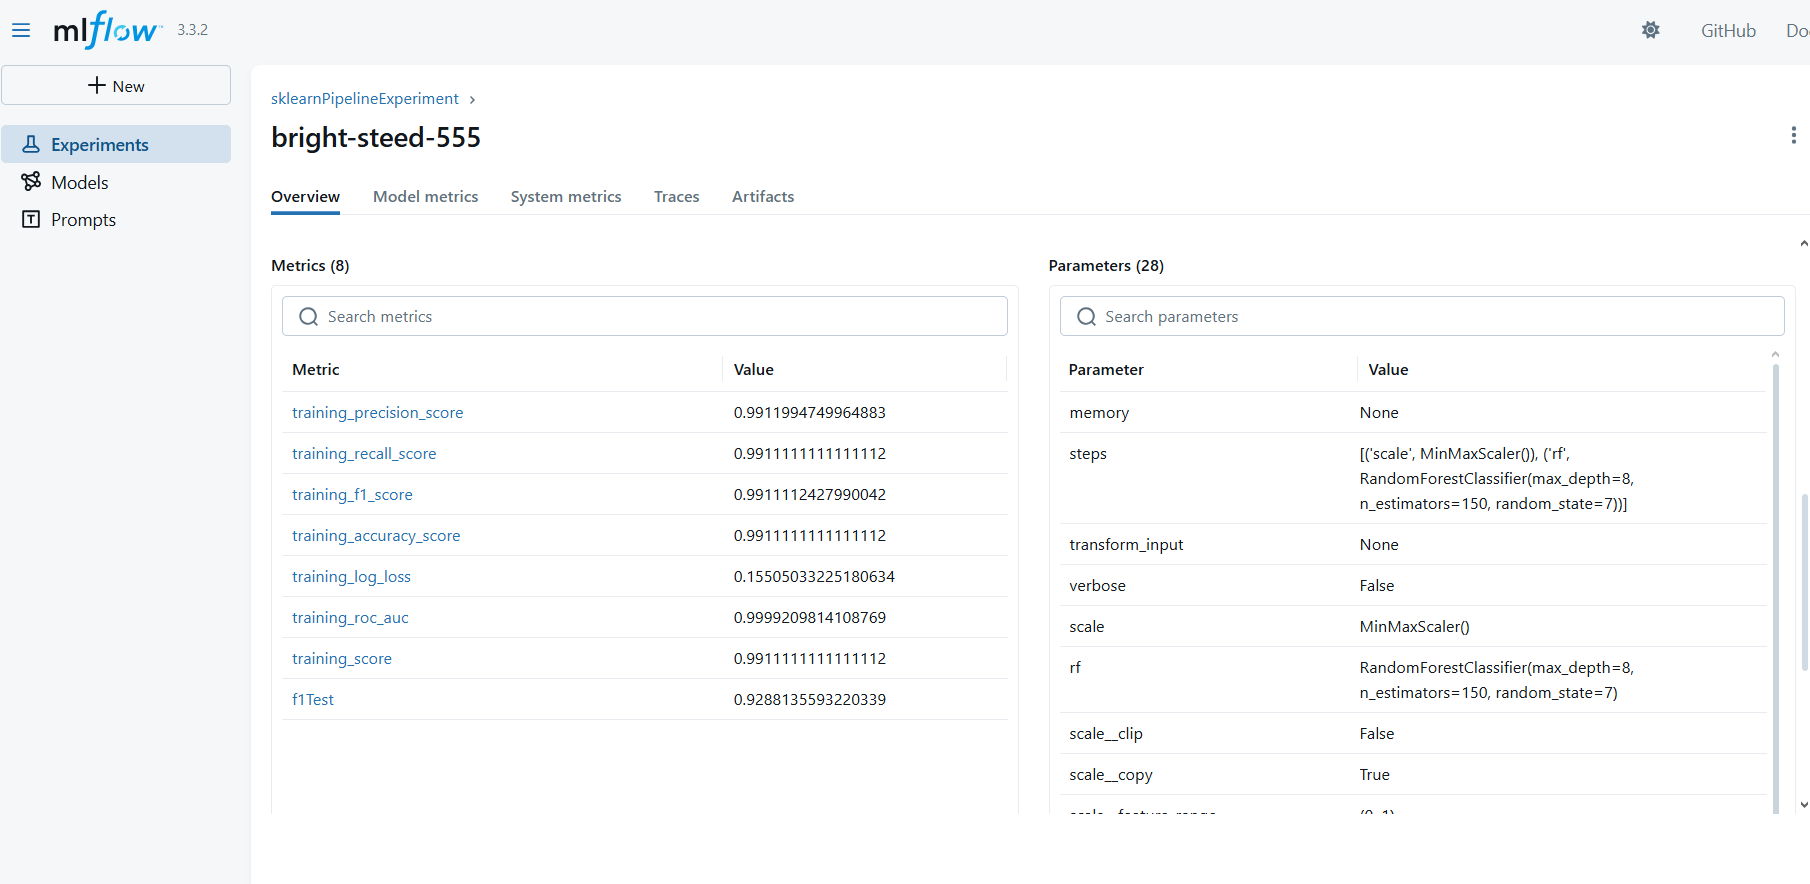 mlflow™ 3.3.2
GitHub
New
Experiments
Models
Prompts
sklearnPipelineExperiment
bright-steed-555
Overview Model metrics System metrics Traces Artifacts
Metrics (8)
Search metrics
Metric Value
training_precision_score 0.9911994749964883
training_recall_score 0.9911111111111112
training_f1_score 0.9911112427990042
training_accuracy_score 0.9911111111111112
training_log_loss 0.15505033225180634
training_roc_auc 0.9999209814108769
training_score 0.9911111111111112
f1Test 0.9288135593220339
Parameters (28)
Search parameters
Parameter Value
memory None
steps [('scale', MinMaxScaler()), ('rf',
RandomForestClassifier(max_depth=8,
n_estimators=150, random_state=7))]
transform_input None
verbose False
scale MinMaxScaler()
rf RandomForestClassifier(max_depth=8,
n_estimators=150, random_state=7)
scale__clip False
scale__copy True